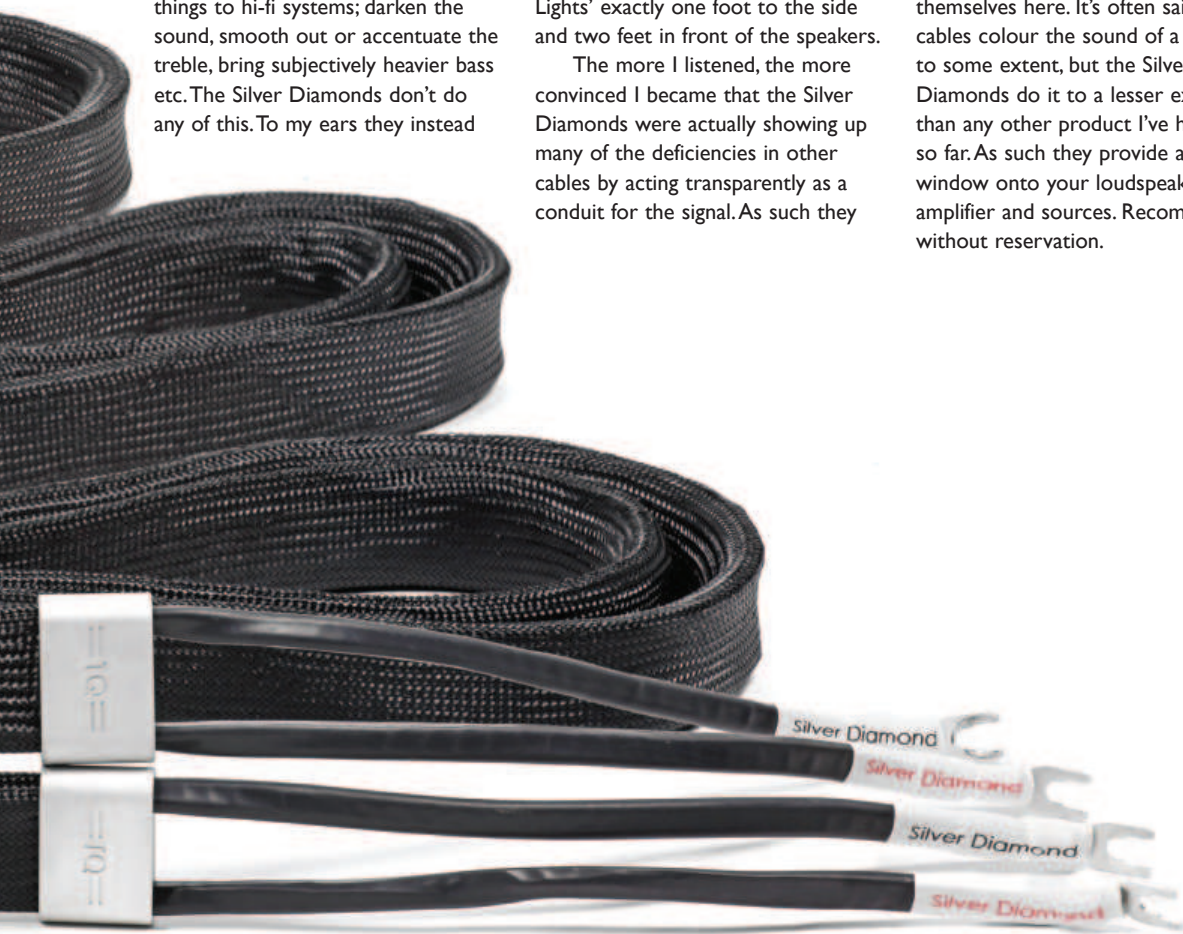 things to hi-fi systems; darken the
sound, smooth out or accentuate the
treble, bring subjectively heavier bass
etc. The Silver Diamonds don’t do
any of this. To my ears they instead
Lights’ exactly one foot to the side
and two feet in front of the speakers.
The more I listened, the more
convinced I became that the Silver
Diamonds were actually showing up
many of the deficiencies in other
cables by acting transparently as a
conduit for the signal. As such they
themselves here. It’s often
cables colour the sound of a
to some extent, but the
Diamonds do it to a lesser
than any other product I’ve
so far. As such they provide a
window onto your
amplifier and sources.
without reservation.
Silver Diamond
Silver Diamond
Silver Diamond
Silver Diamond